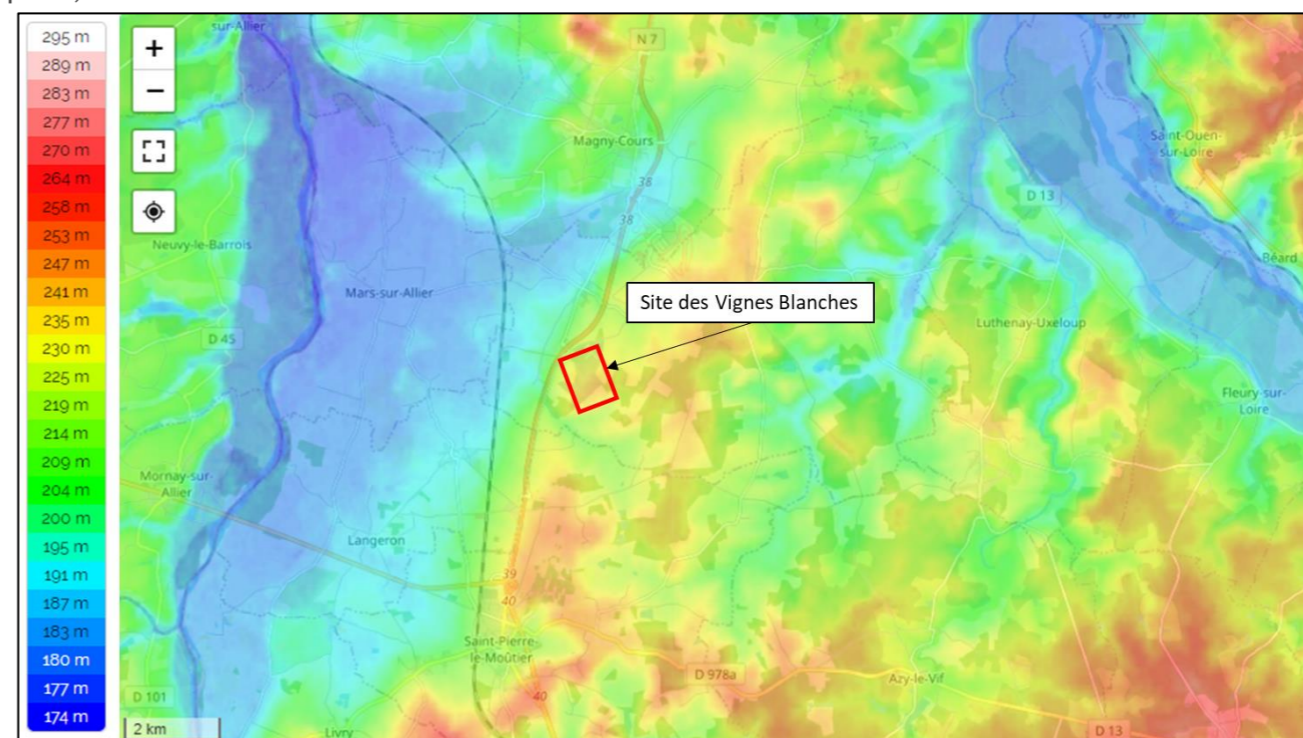 295 m
289 m
283 m
277 m
270 m
264 m
258 m
253 m
247 m
241 m
235 m
230 m
225 m
219 m
214 m
209 m
204 m
200 m
195 m
191 m
187 m
183 m
180 m
177 m
174 m
+
−
sur-Allier
N 7
D 981
Magny-Cours
Saint-Ouen-
sur-Loire
38
D 13
38
Neuvy-le-Barrois
Béard
Mars-sur-Allier
Site des Vignes Blanches
D 45
Luthenay-Uxeloup
Fleury-sur-
Loire
Mornay-sur-
Allier
Langeron
39
40
Saint-Pierre-
le-Moûtier
D 978a
Azy-le-Vif
D 101
40
2 km
Livry
D 13